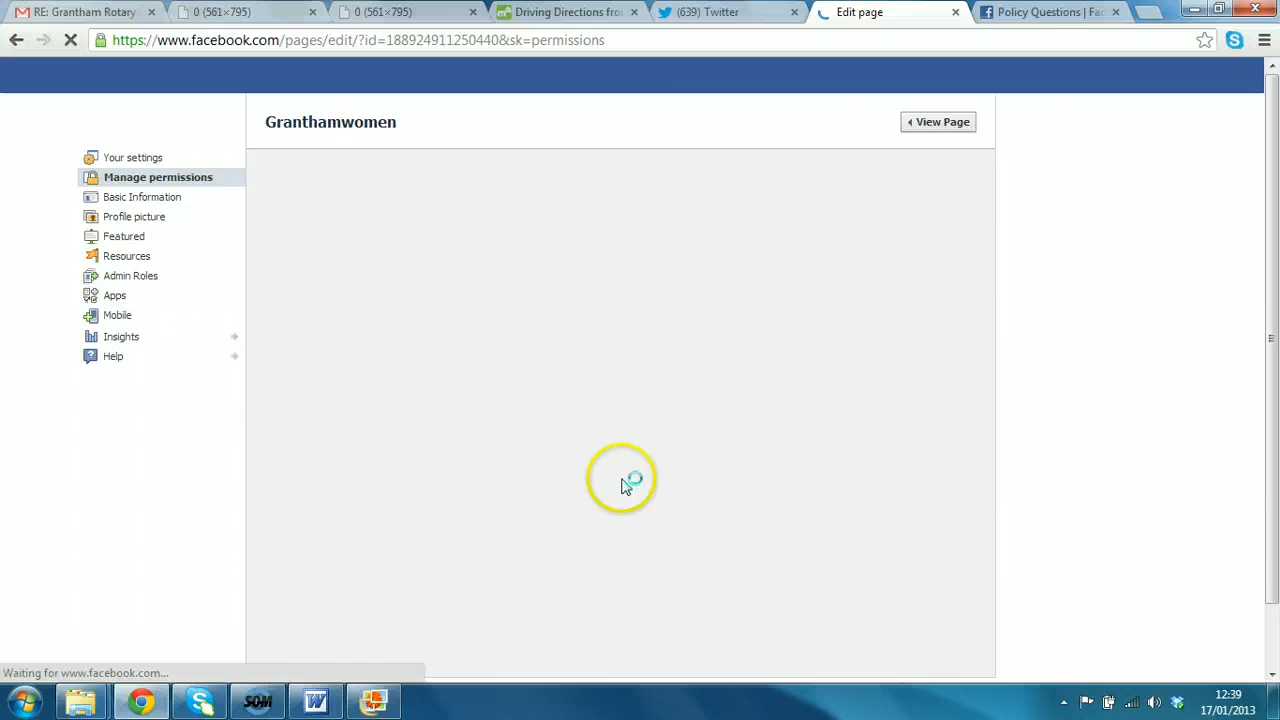 RE: Grantham Rotary
0 (561×795)
0 (561×795)
Driving Directions fro
(639) Twitter
Edit page
Policy Questions | Fac
https://www.facebook.com/pages/edit/?id=188924911250440&sk=permissions
Granthamwomen
View Page
Your settings
Manage permissions
Basic Information
Profile picture
Featured
Resources
Admin Roles
Apps
Mobile
Insights
Help
Waiting for www.facebook.com...
SOM
12:39
17/01/2013